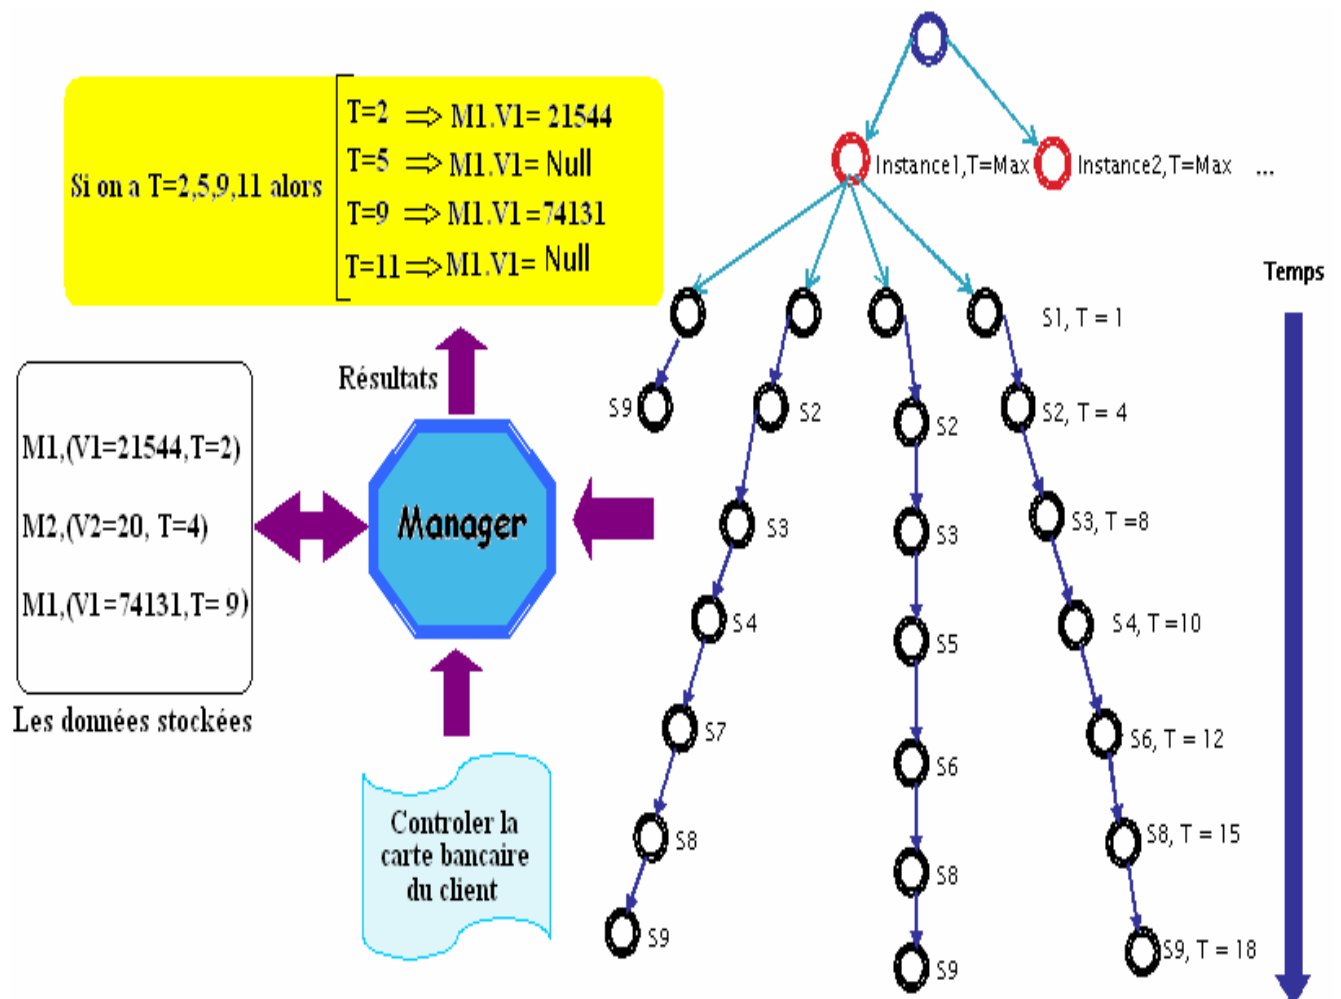 Si on a T=2,5,9,11 alors
T=2 ⇒ M1.V1= 21544
T=5 ⇒ M1.V1= Null
T=9 ⇒ M1.V1=74131
T=11 ⇒ M1.V1= Null
Instance1,T=Max
Instance2,T=Max
...
Temps
Résultats
M1,(V1=21544,T=2)
M2,(V2=20, T=4)
M1,(V1=74131,T= 9)
Les données stockées
Manager
Controler la
carte bancaire
du client
S9
S2
S3
S4
S7
S8
S9
S2
S3
S5
S6
S8
S9
S1, T = 1
S2, T = 4
S3, T =8
S4, T =10
S6, T = 12
S8, T = 15
S9, T = 18